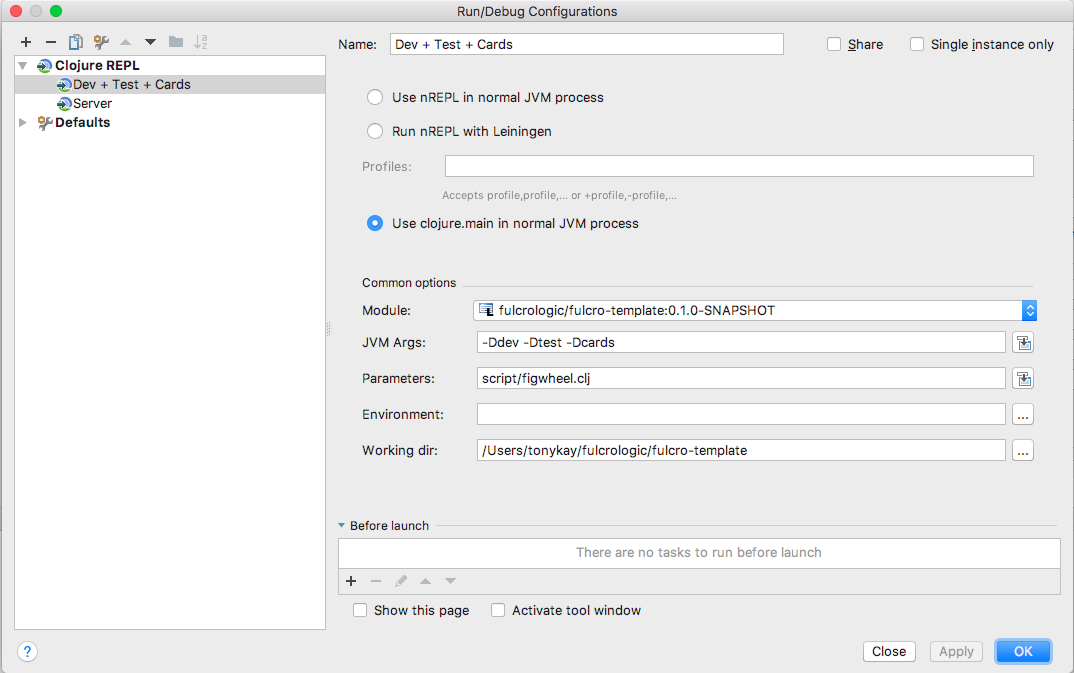 Run/Debug Configurations
Name: Dev + Test + Cards Share Single instance only
Clojure REPL
Dev + Test + Cards
Server
Defaults
Use nREPL in normal JVM process
Run nREPL with Leiningen
Profiles:
Accepts profile,profile,... or +profile,-profile,...
Use clojure.main in normal JVM process
Common options
Module: fulcrologic/fulcro-template:0.1.0-SNAPSHOT
JVM Args: -Ddev -Dtest -Dcards
Parameters: script/figwheel.clj
Environment: ...
Working dir: /Users/tonykay/fulcrologic/fulcro-template ...
Before launch
There are no tasks to run before launch
Show this page Activate tool window
? Close Apply OK